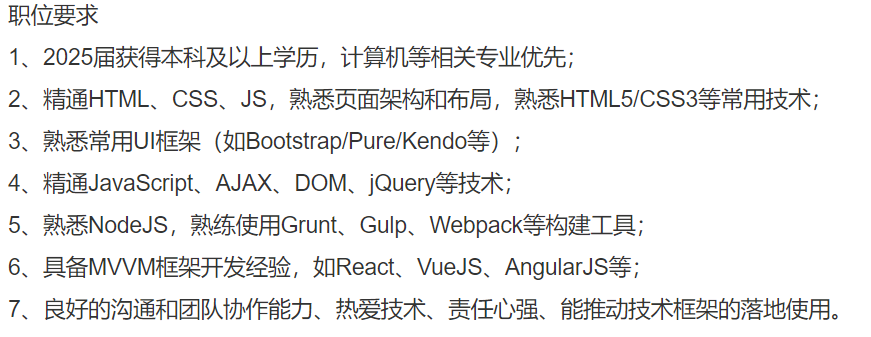 职位要求
1、2025届获得本科及以上学历，计算机等相关专业优先；
2、精通HTML、CSS、JS，熟悉页面架构和布局，熟悉HTML5/CSS3等常用技术；
3、熟悉常用UI框架（如Bootstrap/Pure/Kendo等）；
4、精通JavaScript、AJAX、DOM、jQuery等技术；
5、熟悉NodeJS，熟练使用Grunt、Gulp、Webpack等构建工具；
6、具备MVVM框架开发经验，如React、VueJS、AngularJS等；
7、良好的沟通和团队协作能力、热爱技术、责任心强、能推动技术框架的落地使用。